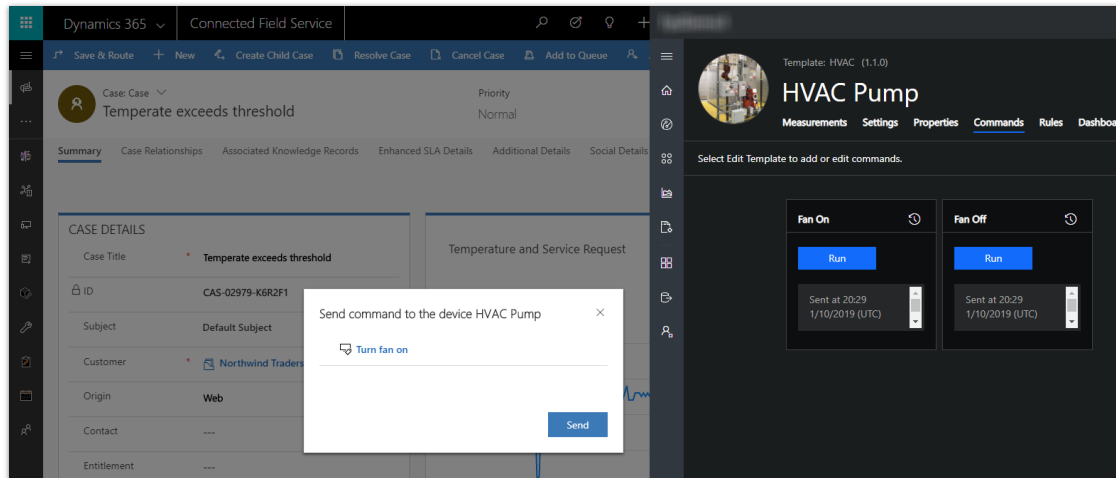 Dynamics 365
Connected Field Service
Save & Route
New
Create Child Case
Resolve Case
Cancel Case
Add to Queue
Case: Case
Temperate exceeds threshold
Priority
Normal
Summary
Case Relationships
Associated Knowledge Records
Enhanced SLA Details
Additional Details
Social Details
CASE DETAILS
Case Title
*
Temperate exceeds threshold
ID
CAS-02979-K6R2F1
Subject
Default Subject
Customer
*
Northwind Traders
Origin
Web
Contact
---
Entitlement
---
Temperature and Service Request
Send command to the device HVAC Pump
Turn fan on
Send
Template: HVAC (1.1.0)
HVAC Pump
Measurements
Settings
Properties
Commands
Rules
Dashboa
Select Edit Template to add or edit commands.
Fan On
Run
Sent at 20:29
1/10/2019 (UTC)
Fan Off
Run
Sent at 20:29
1/10/2019 (UTC)